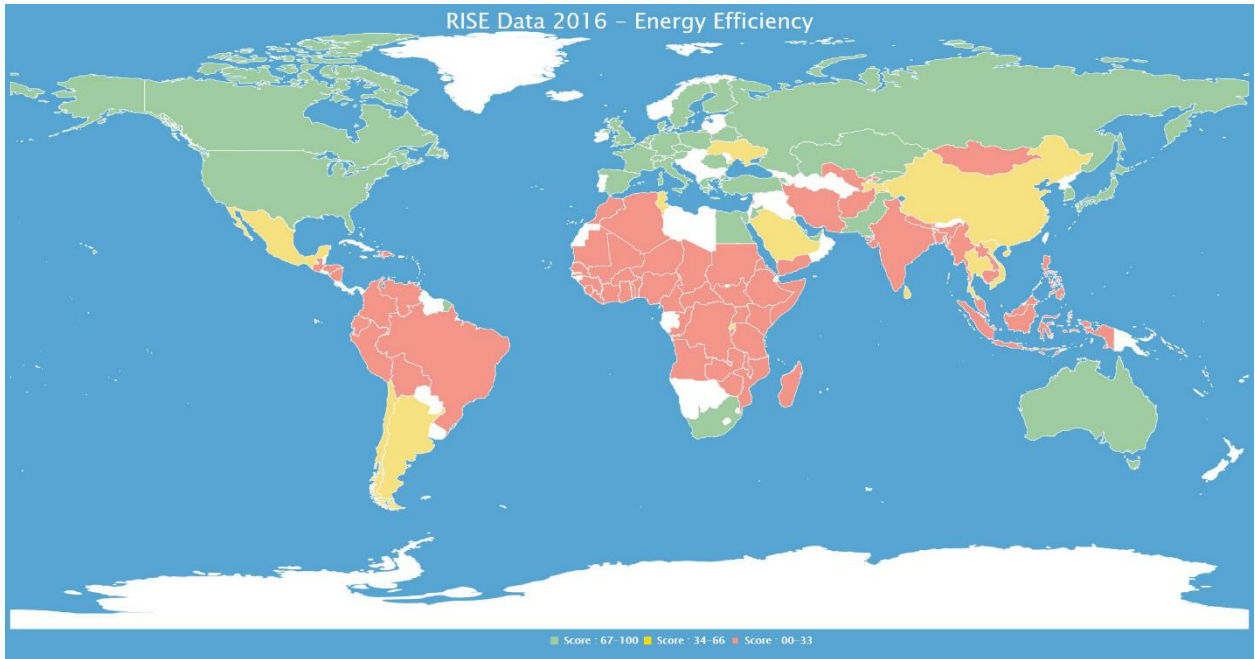 RISE Data 2016 - Energy Efficiency
Score : 67-100 Score : 34-66 Score : 00-33